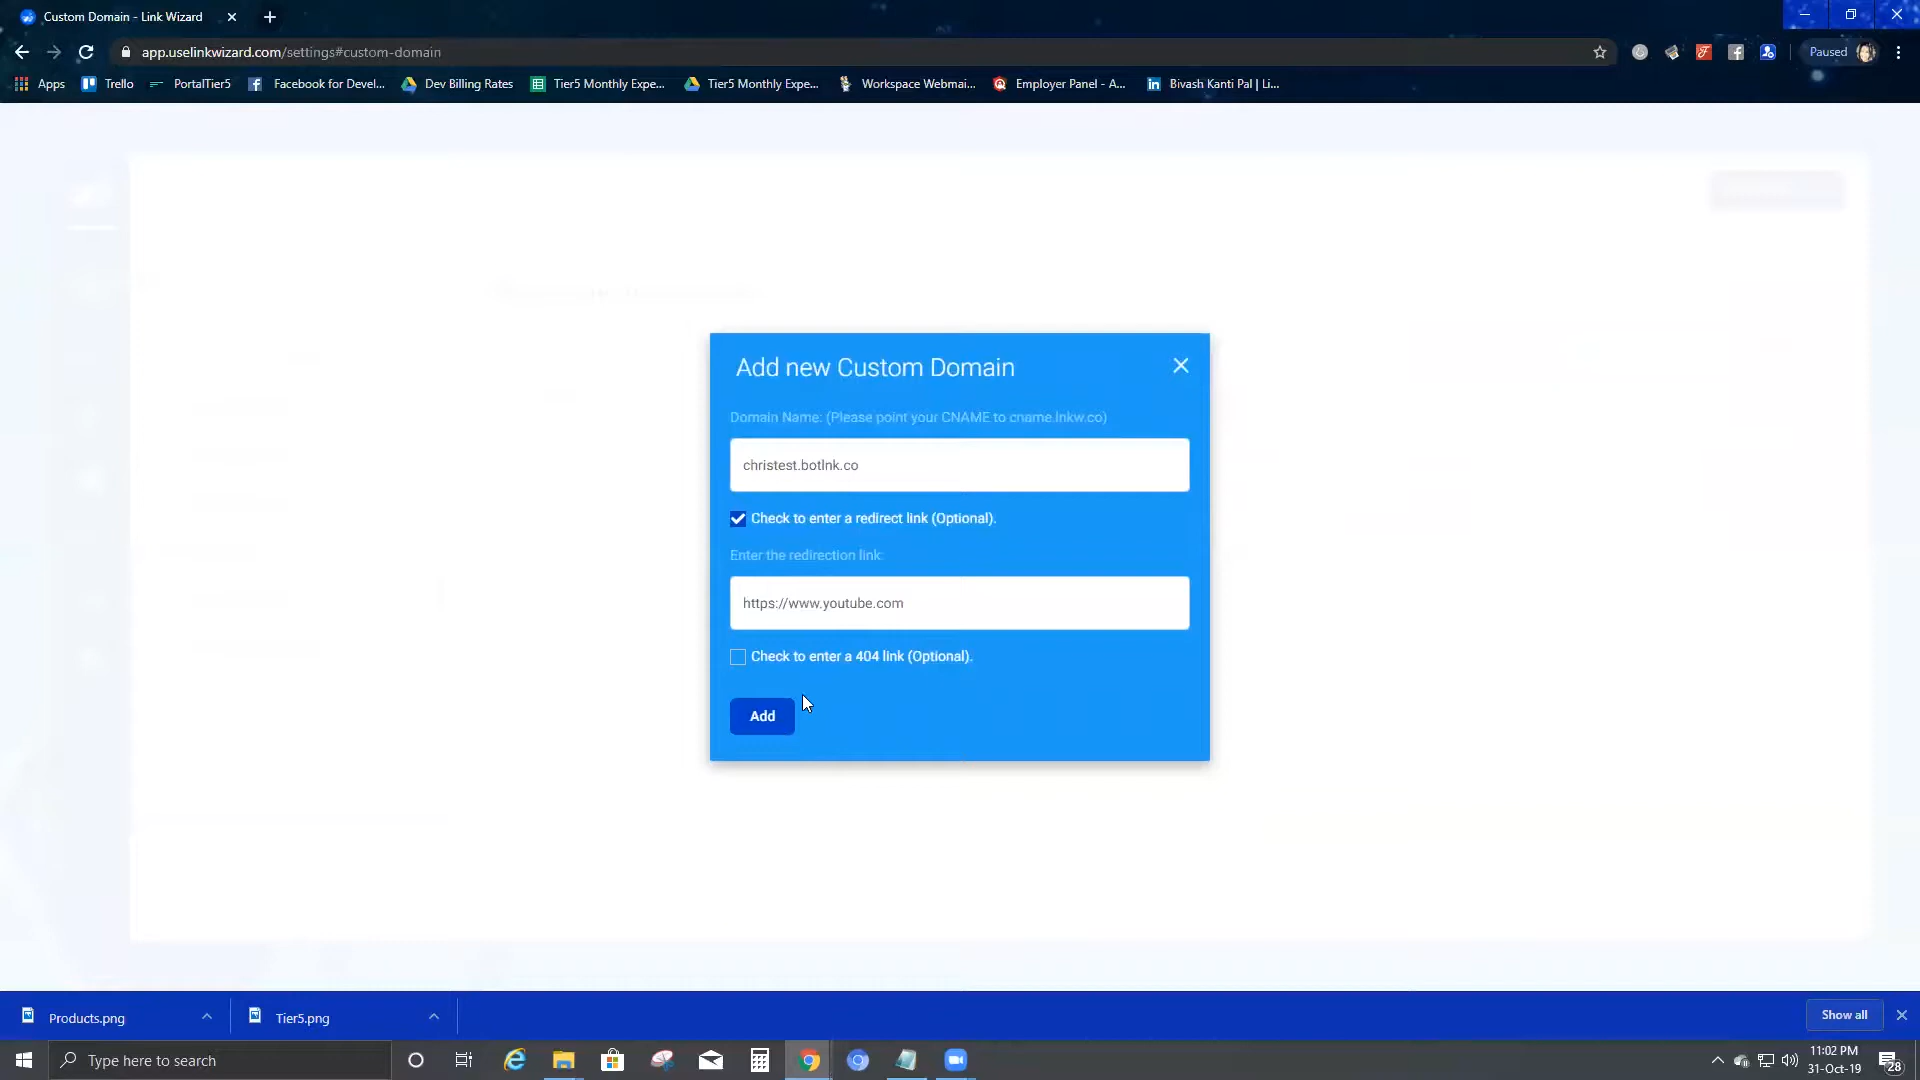 Custom Domain - Link Wizard
app.uselinkwizard.com/settings#custom-domain
Paused
Apps
Trello
PortalTier5
Facebook for Devel...
Dev Billing Rates
Tier5 Monthly Expe...
Tier5 Monthly Expe...
Workspace Webmai...
Employer Panel - A...
Bivash Kanti Pal | Li...
Add new Custom Domain
Domain Name: (Please point your CNAME to cname.lnkw.co)
christest.botlnk.co
Check to enter a redirect link (Optional).
Enter the redirection link:
https://www.youtube.com
Check to enter a 404 link (Optional).
Add
Products.png
Tier5.png
Show all
Type here to search
11:02 PM
31-Oct-19
28